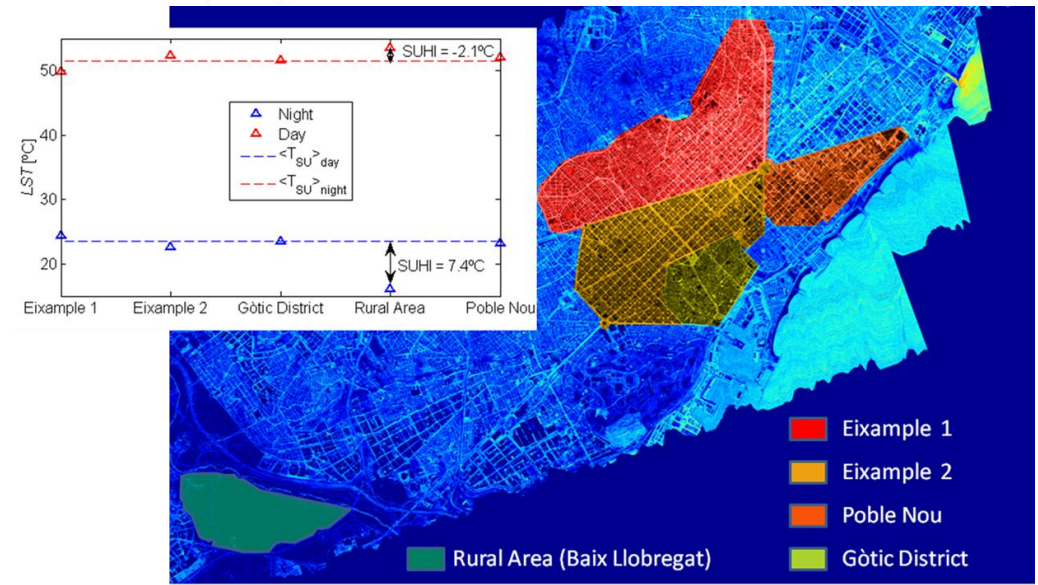 SUHI = -2.1ºC
50
40
30
20
LST [ºC]
Night
Day
<T_SU>_day
<T_SU>_night
SUHI = 7.4ºC
Eixample 1
Eixample 2
Gòtic District
Rural Area
Poble Nou
Eixample 1
Eixample 2
Poble Nou
Rural Area (Baix Llobregat)
Gòtic District